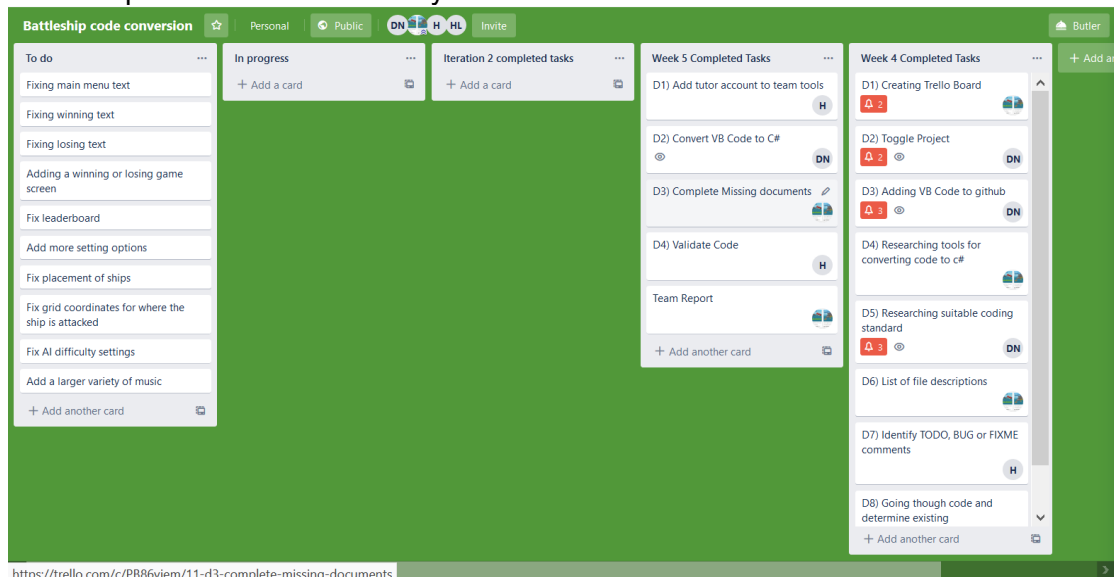 Battleship code conversion
Personal
Public
DN
H
HL
Invite
Butler
To do
Fixing main menu text
Fixing winning text
Fixing losing text
Adding a winning or losing game
screen
Fix leaderboard
Add more setting options
Fix placement of ships
Fix grid coordinates for where the
ship is attacked
Fix AI difficulty settings
Add a larger variety of music
+ Add another card
In progress
+ Add a card
Iteration 2 completed tasks
+ Add a card
Week 5 Completed Tasks
D1) Add tutor account to team tools
H
D2) Convert VB Code to C#
DN
D3) Complete Missing documents
D4) Validate Code
H
Team Report
+ Add another card
Week 4 Completed Tasks
D1) Creating Trello Board
2
D2) Toggle Project
2
DN
D3) Adding VB Code to github
3
DN
D4) Researching tools for
converting code to c#
D5) Researching suitable coding
standard
3
DN
D6) List of file descriptions
D7) Identify TODO, BUG or FIXME
comments
H
D8) Going though code and
determine existing
+ Add another card
+ Add
https://trello.com/c/PB86yiem/11-d3-complete-missing-documents